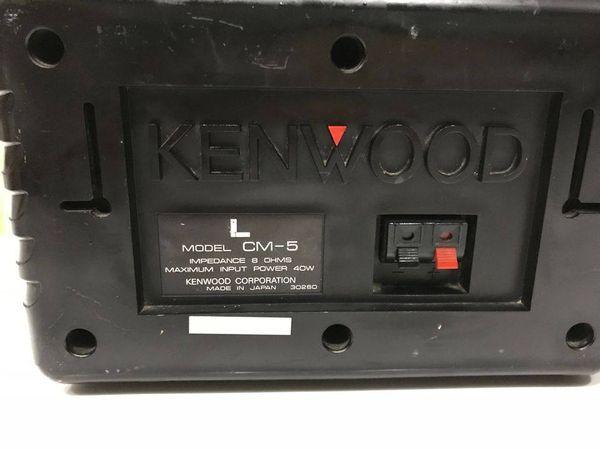 KENWOOD
L
MODEL CM-5
IMPEDANCE 8 OHMS
MAXIMUM INPUT POWER 40W
KENWOOD CORPORATION
MADE IN JAPAN 30260